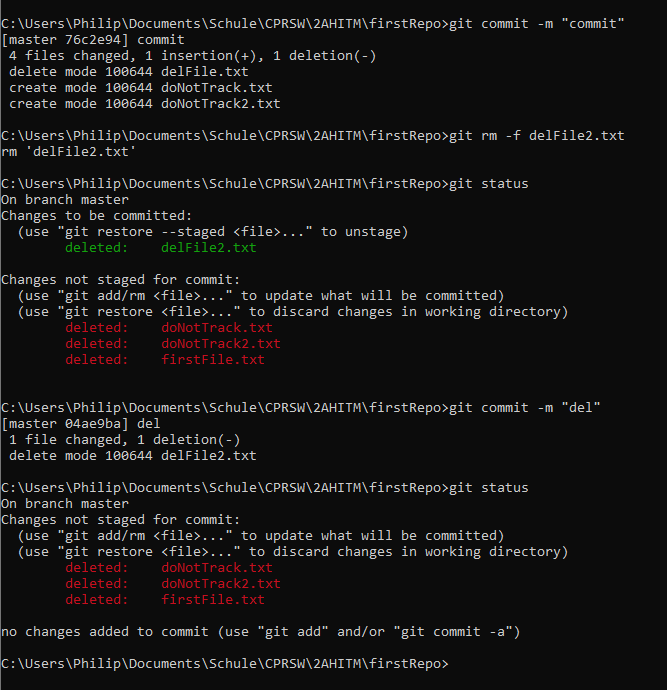 C:\Users\Philip\Documents\Schule\CPRSW\2AHITM\firstRepo>git commit -m "commit"
[master 76c2e94] commit
 4 files changed, 1 insertion(+), 1 deletion(-)
 delete mode 100644 delFile.txt
 create mode 100644 doNotTrack.txt
 create mode 100644 doNotTrack2.txt

C:\Users\Philip\Documents\Schule\CPRSW\2AHITM\firstRepo>git rm -f delFile2.txt
rm 'delFile2.txt'

C:\Users\Philip\Documents\Schule\CPRSW\2AHITM\firstRepo>git status
On branch master
Changes to be committed:
  (use "git restore --staged <file>..." to unstage)
        deleted:    delFile2.txt

Changes not staged for commit:
  (use "git add/rm <file>..." to update what will be committed)
  (use "git restore <file>..." to discard changes in working directory)
        deleted:    doNotTrack.txt
        deleted:    doNotTrack2.txt
        deleted:    firstFile.txt

C:\Users\Philip\Documents\Schule\CPRSW\2AHITM\firstRepo>git commit -m "del"
[master 04ae9ba] del
 1 file changed, 1 deletion(-)
 delete mode 100644 delFile2.txt

C:\Users\Philip\Documents\Schule\CPRSW\2AHITM\firstRepo>git status
On branch master
Changes not staged for commit:
  (use "git add/rm <file>..." to update what will be committed)
  (use "git restore <file>..." to discard changes in working directory)
        deleted:    doNotTrack.txt
        deleted:    doNotTrack2.txt
        deleted:    firstFile.txt

no changes added to commit (use "git add" and/or "git commit -a")

C:\Users\Philip\Documents\Schule\CPRSW\2AHITM\firstRepo>